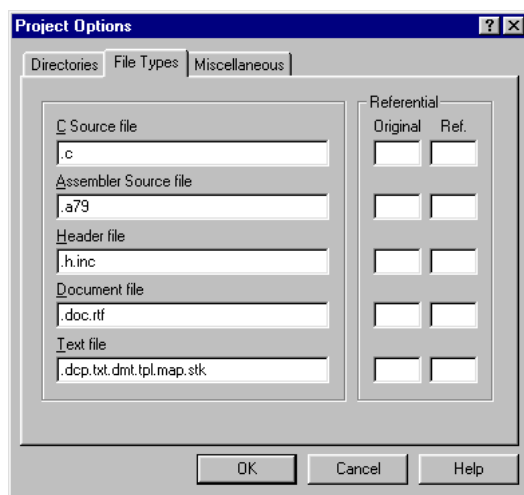 Project Options
Directories File Types Miscellaneous
Referential
C Source file Original Ref.
.c
Assembler Source file
.a79
Header file
.h.inc
Document file
.doc.rtf
Text file
.dcp.txt.dmt.tpl.map.stk
OK Cancel Help